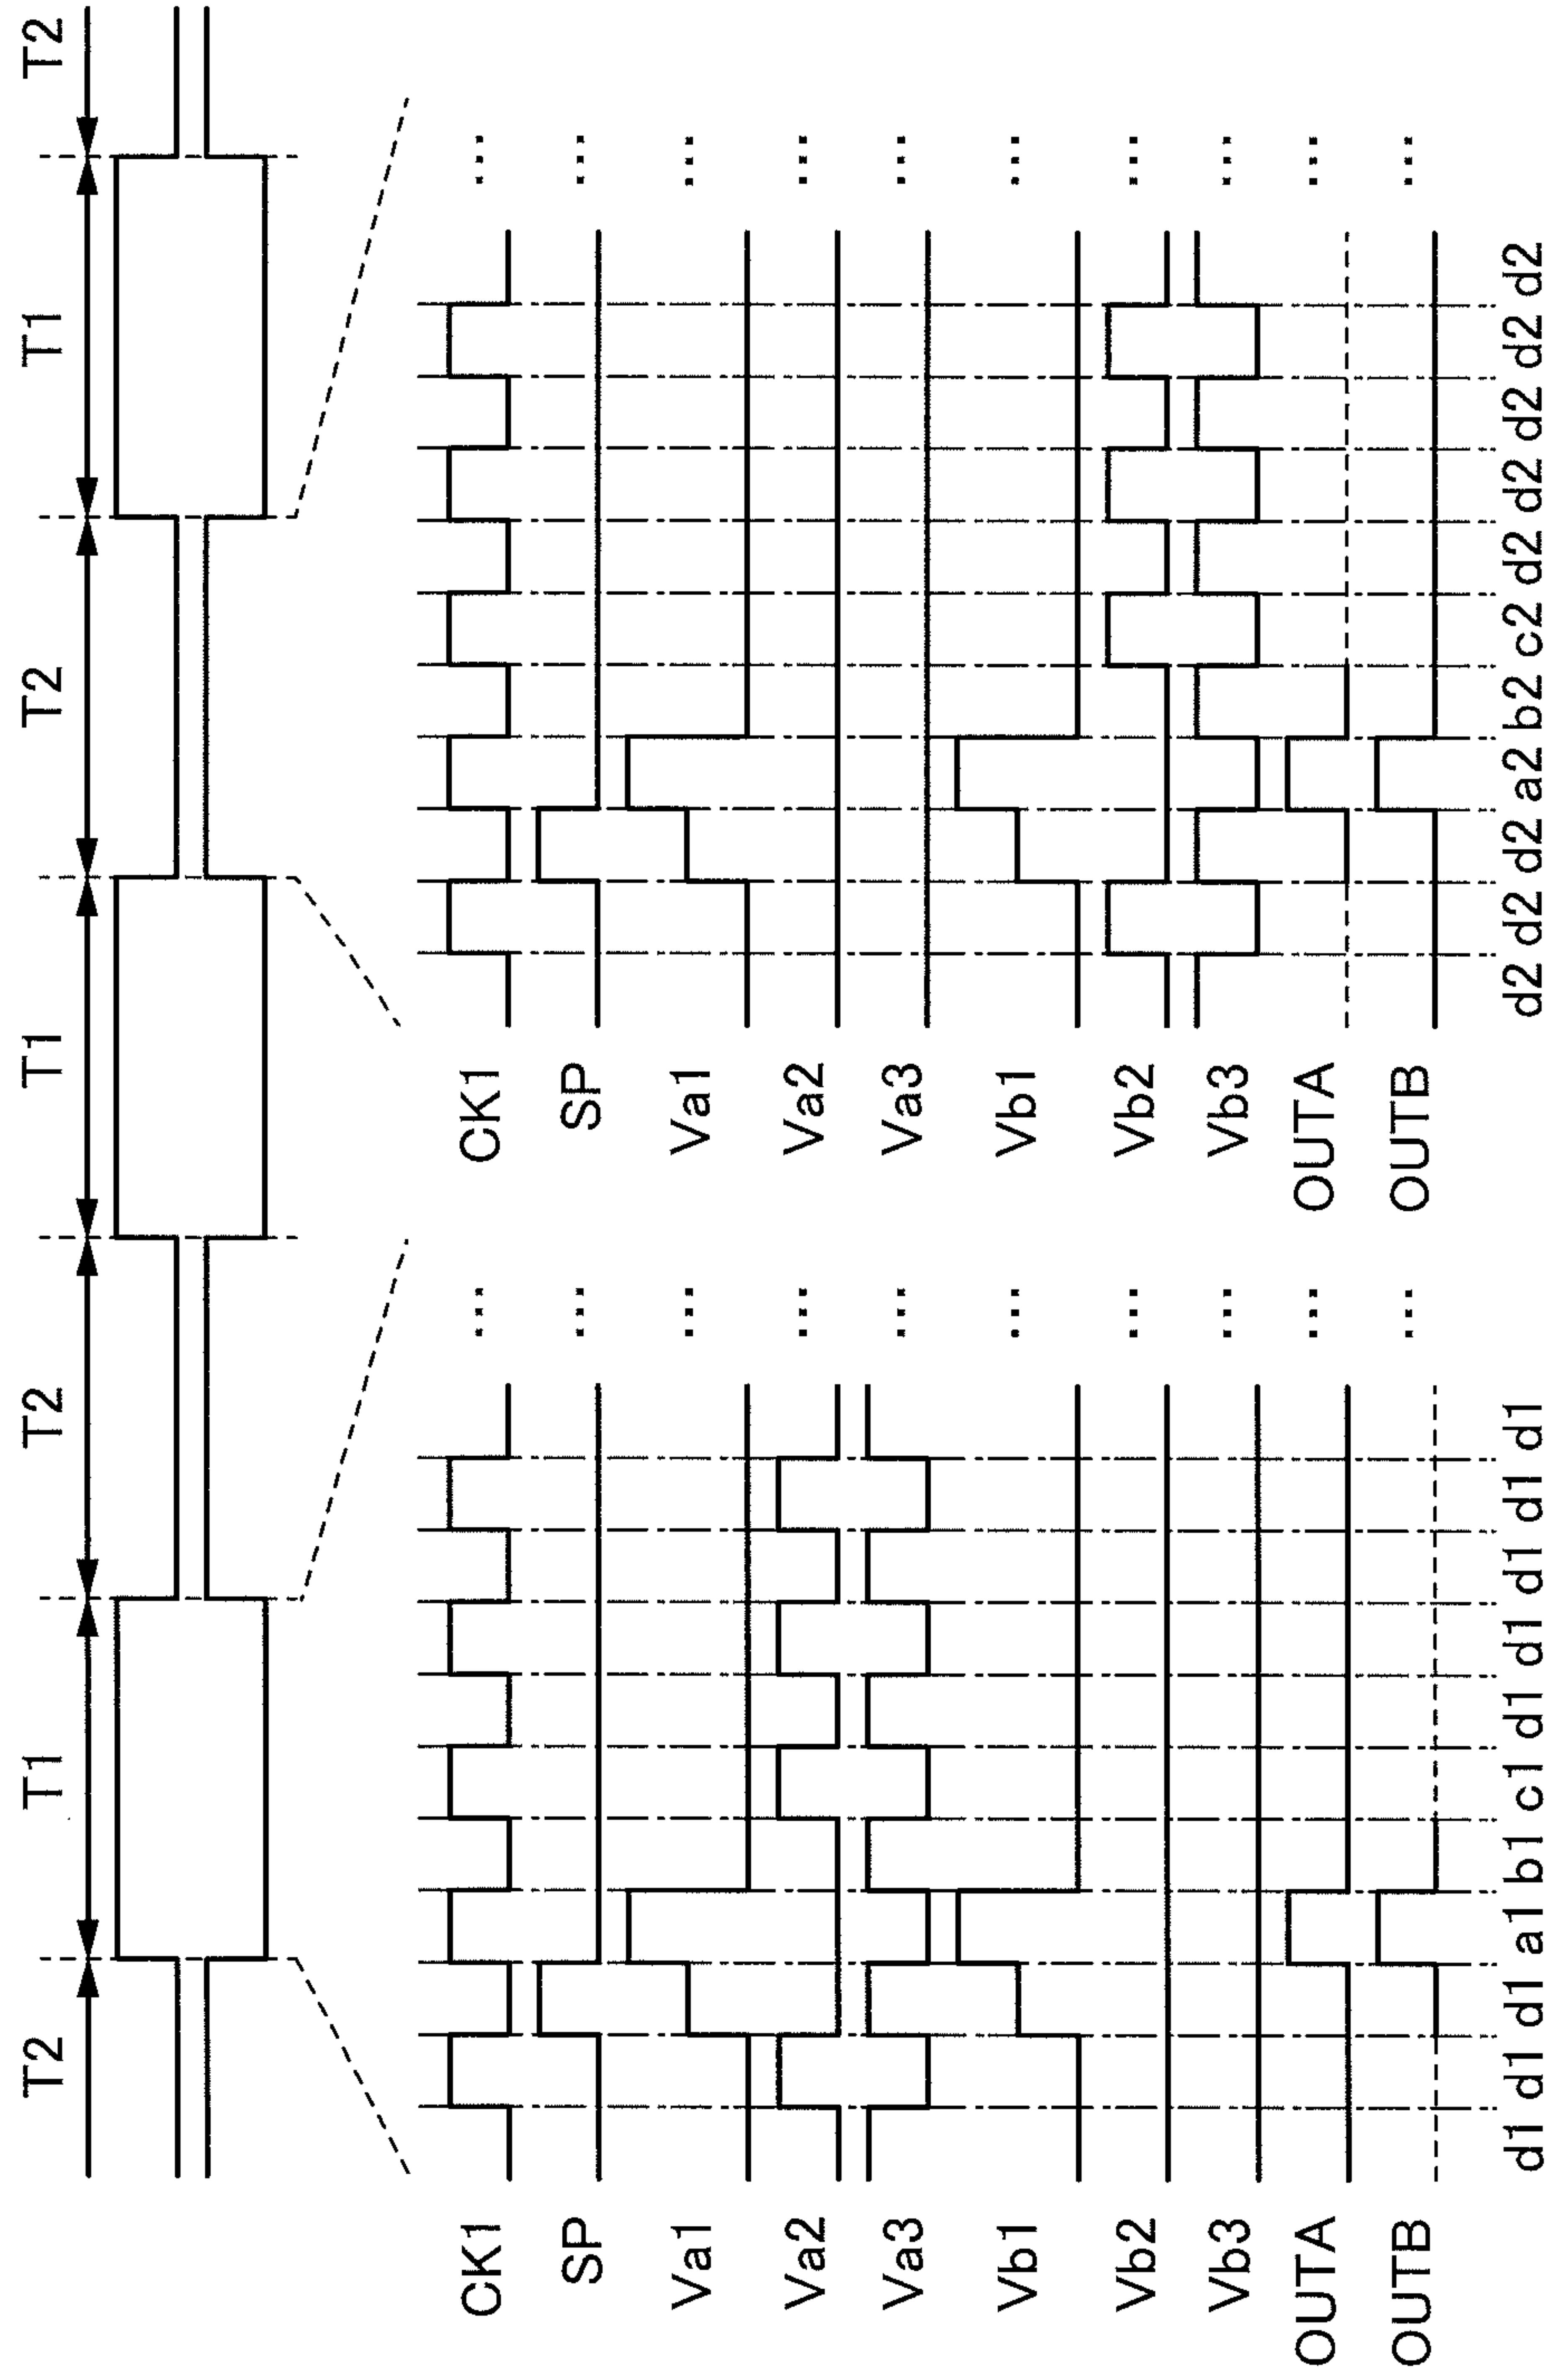 T2 T1 T2 T1 T2 T1 T2
CK1 ...
SP ...
Va1 ...
Va2 ...
Va3 ...
Vb1 ...
Vb2 ...
Vb3 ...
OUTA ...
OUTB ...
d1 d1 d1 a1 b1 c1 d1 d1 d1 d1 d1
CK1 ...
SP ...
Va1 ...
Va2 ...
Va3 ...
Vb1 ...
Vb2 ...
Vb3 ...
OUTA ...
OUTB ...
d2 d2 d2 a2 b2 c2 d2 d2 d2 d2 d2